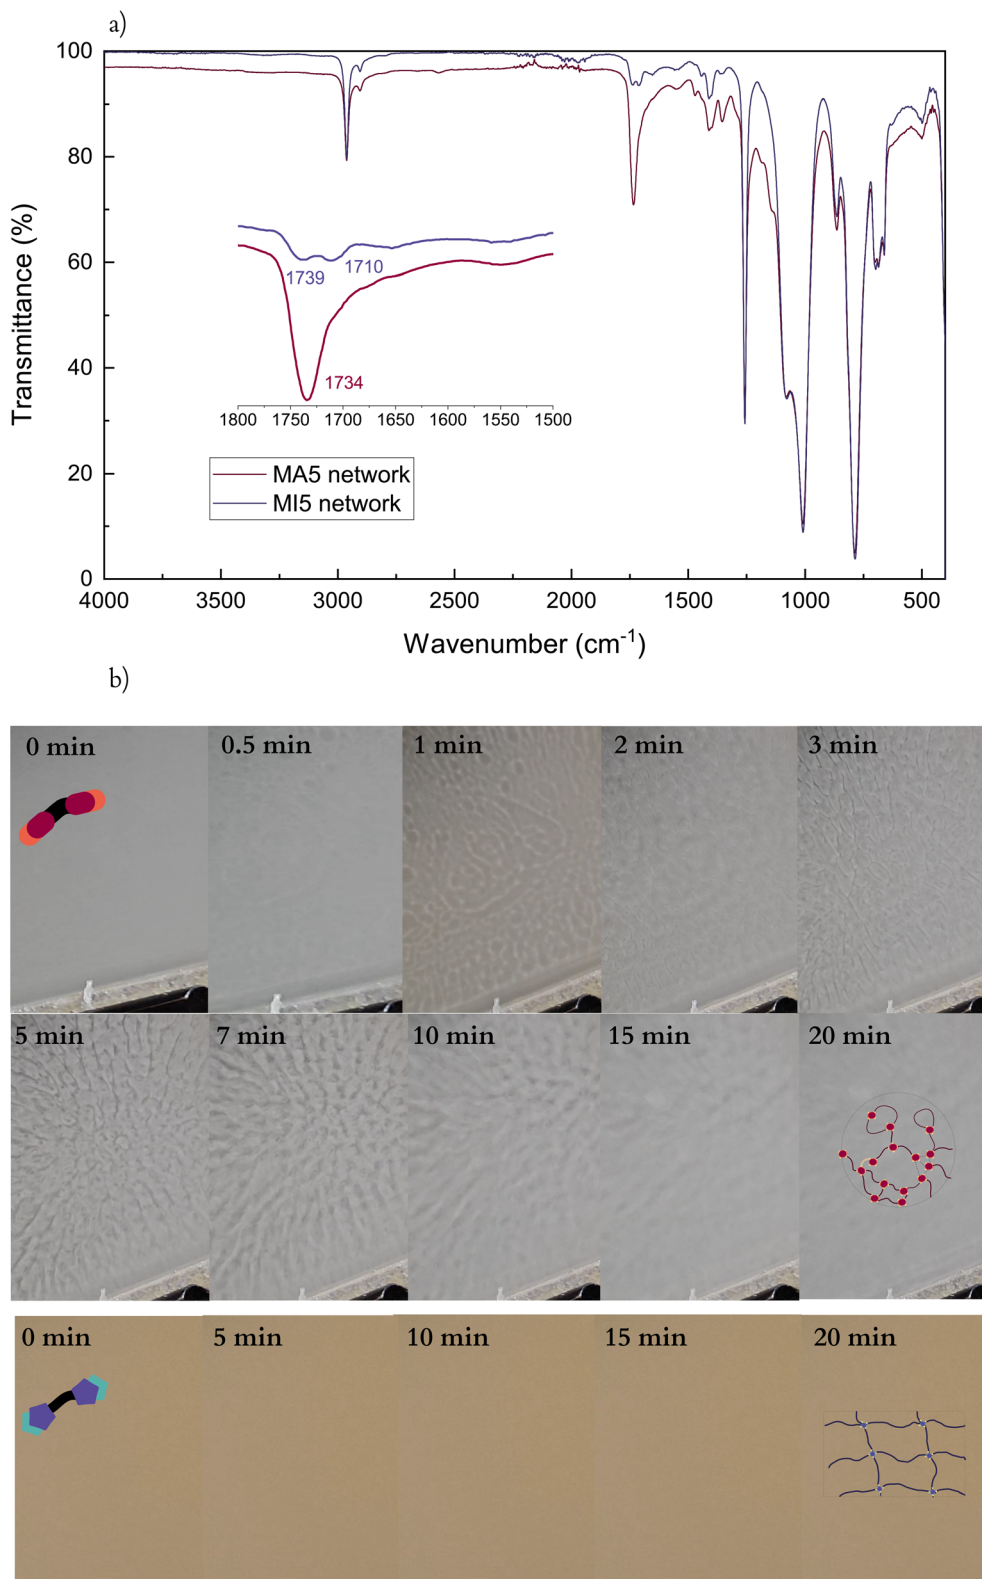 a)
100
80
60
40
20
0
Transmittance (%)
1739
1710
1734
1800 1750 1700 1650 1600 1550 1500
MA5 network
MI5 network
4000 3500 3000 2500 2000 1500 1000 500
Wavenumber (cm⁻¹)
b)
0 min 0.5 min 1 min 2 min 3 min
5 min 7 min 10 min 15 min 20 min
0 min 5 min 10 min 15 min 20 min